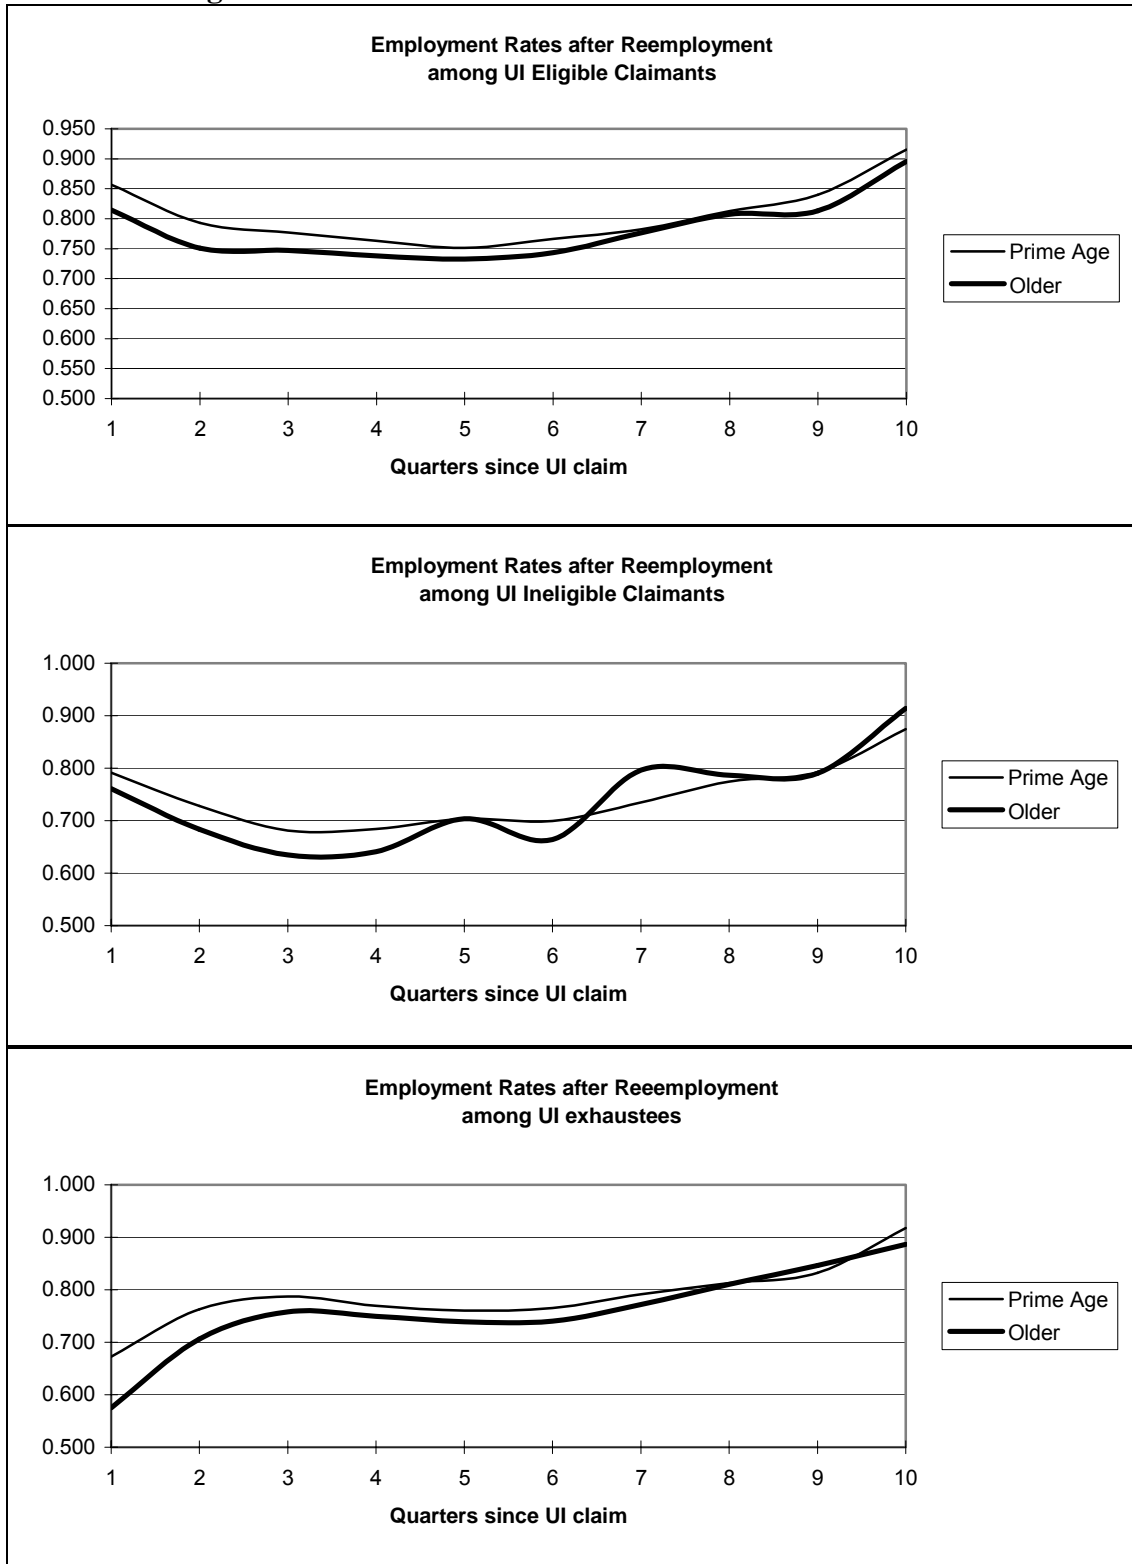 Employment Rates after Reemployment
among UI Eligible Claimants
0.950
0.900
0.850
0.800
0.750
0.700
0.650
0.600
0.550
0.500
1 2 3 4 5 6 7 8 9 10
Quarters since UI claim
Prime Age
Older
Employment Rates after Reemployment
among UI Ineligible Claimants
1.000
0.900
0.800
0.700
0.600
0.500
1 2 3 4 5 6 7 8 9 10
Quarters since UI claim
Prime Age
Older
Employment Rates after Reeemployment
among UI exhaustees
1.000
0.900
0.800
0.700
0.600
0.500
1 2 3 4 5 6 7 8 9 10
Quarters since UI claim
Prime Age
Older